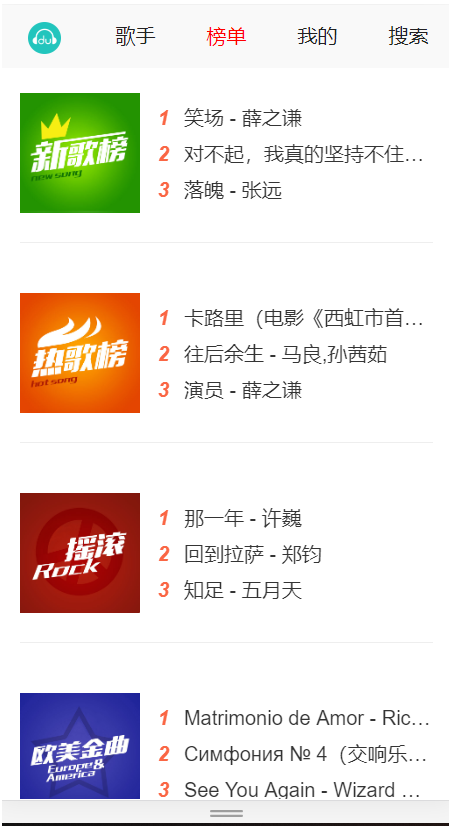 du 歌手 榜单 我的 搜索
新歌榜
new song
1 笑场 - 薛之谦
2 对不起，我真的坚持不住…
3 落魄 - 张远
热歌榜
hot song
1 卡路里（电影《西虹市首…
2 往后余生 - 马良,孙茜茹
3 演员 - 薛之谦
摇滚
Rock
1 那一年 - 许巍
2 回到拉萨 - 郑钧
3 知足 - 五月天
欧美金曲
Europe&
America
1 Matrimonio de Amor - Ric…
2 Симфония № 4（交响乐…
3 See You Again - Wizard …